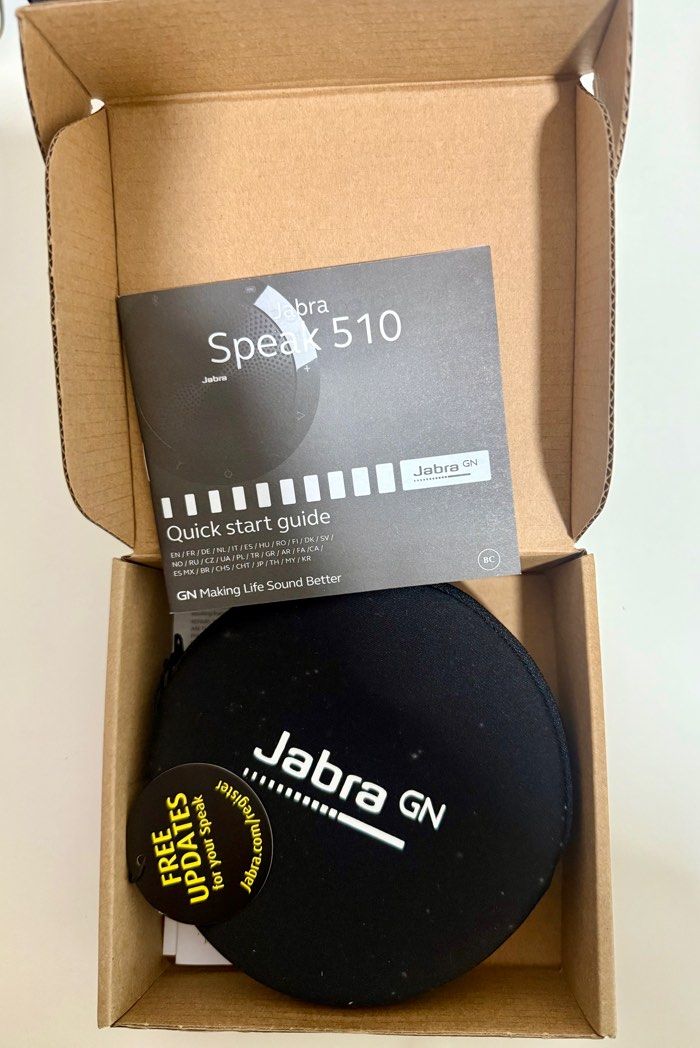 Jabra
Speak 510
Jabra
Jabra GN
Quick start guide
EN / FR / DE / NL / IT / ES / HU / RO / FI / DK / SV /
NO / RU / CZ / UA / PL / TR / GR / AR / FA /CA /
ES MX / BR / CHS / CHT / JP / TH / MY / KR
GN Making Life Sound Better
BC
Jabra GN
FREE
UPDATES
for your Speak
Jabra.com/register